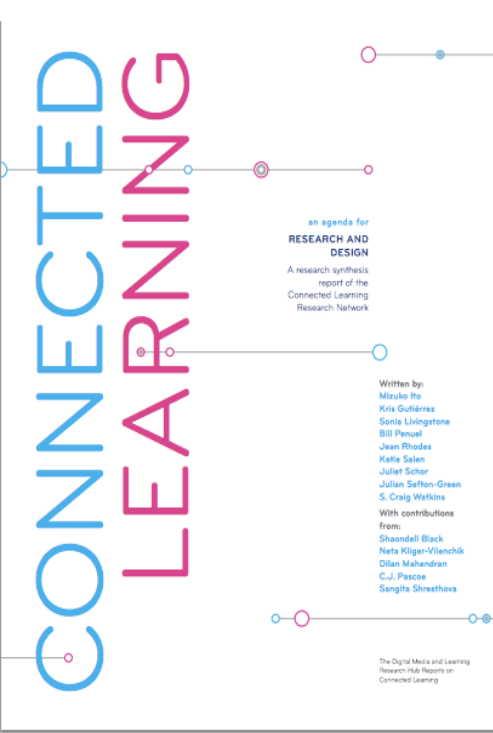 CONNECTED
LEARNING
an agenda for
RESEARCH AND
DESIGN
A research synthesis
report of the
Connected Learning
Research Network
Written by:
Mizuko Ito
Kris Gutiérrez
Sonia Livingstone
Bill Penuel
Jean Rhodes
Katie Salen
Juliet Schor
Julian Sefton-Green
S. Craig Watkins
With contributions
from:
Shaondell Black
Neta Kliger-Vilenchik
Dilan Mahendran
C.J. Pascoe
Sangita Shresthova
The Digital Media and Learning
Research Hub Reports on
Connected Learning